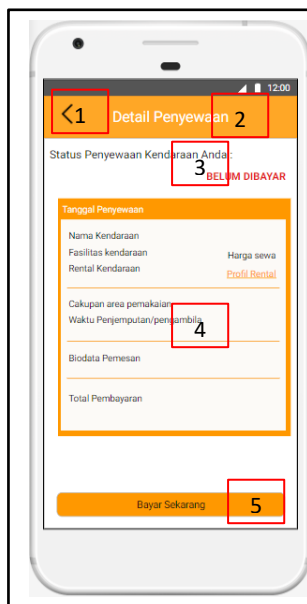 12:00
1 Detail Penyewaan 2
Status Penyewaan Kendaraan Anda :
3
BELUM DIBAYAR
Tanggal Penyewaan
Nama Kendaraan
Fasilitas kendaraan
Harga sewa
Rental Kendaraan
Profil Rental
Cakupan area pemakaian
Waktu Penjemputan/pengambila
4
Biodata Pemesan
Total Pembayaran
Bayar Sekarang 5